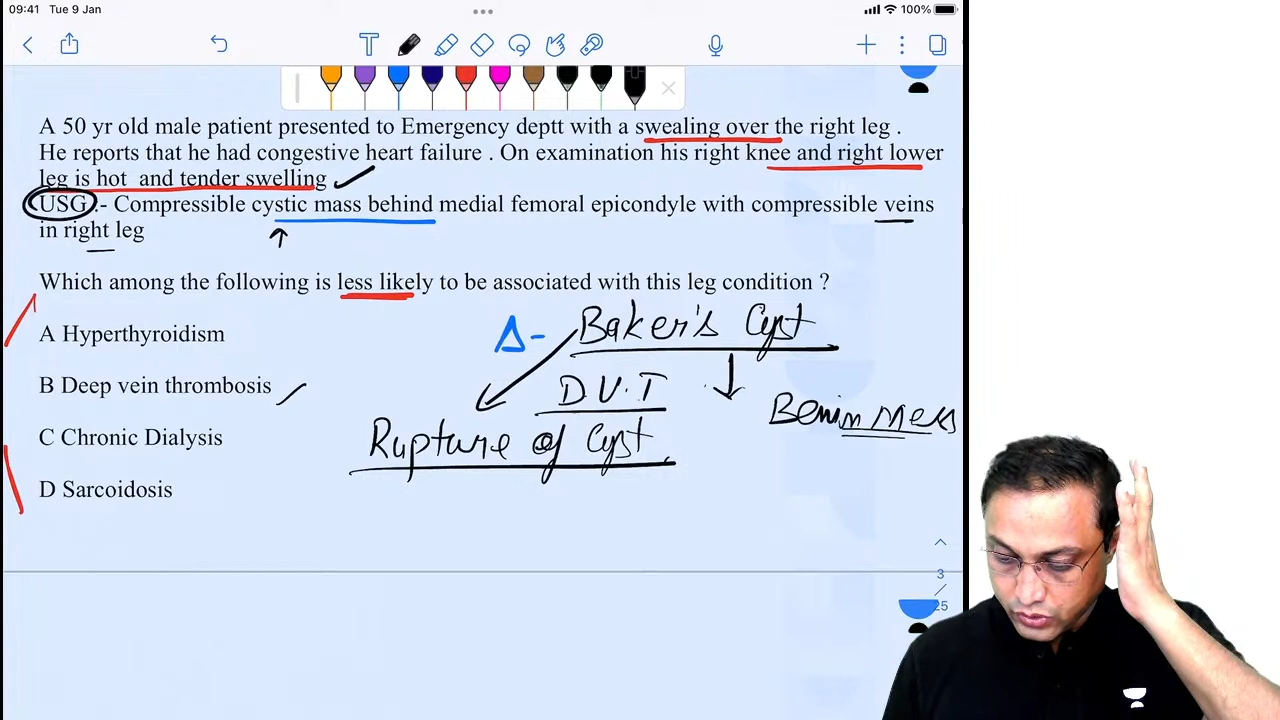 09:41 Tue 9 Jan
100%
T
A 50 yr old male patient presented to Emergency deptt with a swealing over the right leg .
He reports that he had congestive heart failure . On examination his right knee and right lower
leg is hot and tender swelling
USG :- Compressible cystic mass behind medial femoral epicondyle with compressible veins
in right leg
Which among the following is less likely to be associated with this leg condition ?
A Hyperthyroidism
B Deep vein thrombosis
C Chronic Dialysis
D Sarcoidosis
Δ- Baker's Cyst
D.V.T
Rupture of Cyst
3
/
25